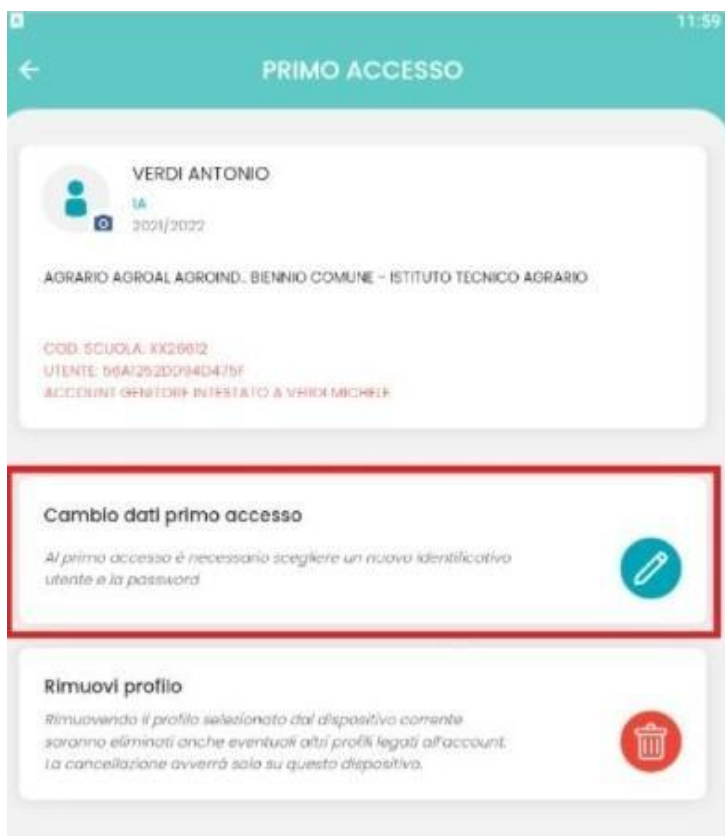 11:59
PRIMO ACCESSO
VERDI ANTONIO
1A
2021/2022
AGRARIO AGROAL AGROIND.. BIENNIO COMUNE - ISTITUTO TECNICO AGRARIO
COD. SCUOLA: XX26612
UTENTE: 56A1252DD94D475F
ACCOUNT GENITORE INTESTATO A VERDI MICHELE
Cambio dati primo accesso
Al primo accesso è necessario scegliere un nuovo identificativo
utente e la password
Rimuovi profilo
Rimuovendo il profilo selezionato dal dispositivo corrente
saranno eliminati anche eventuali altri profili legati all'account.
La cancellazione avverrà solo su questo dispositivo.